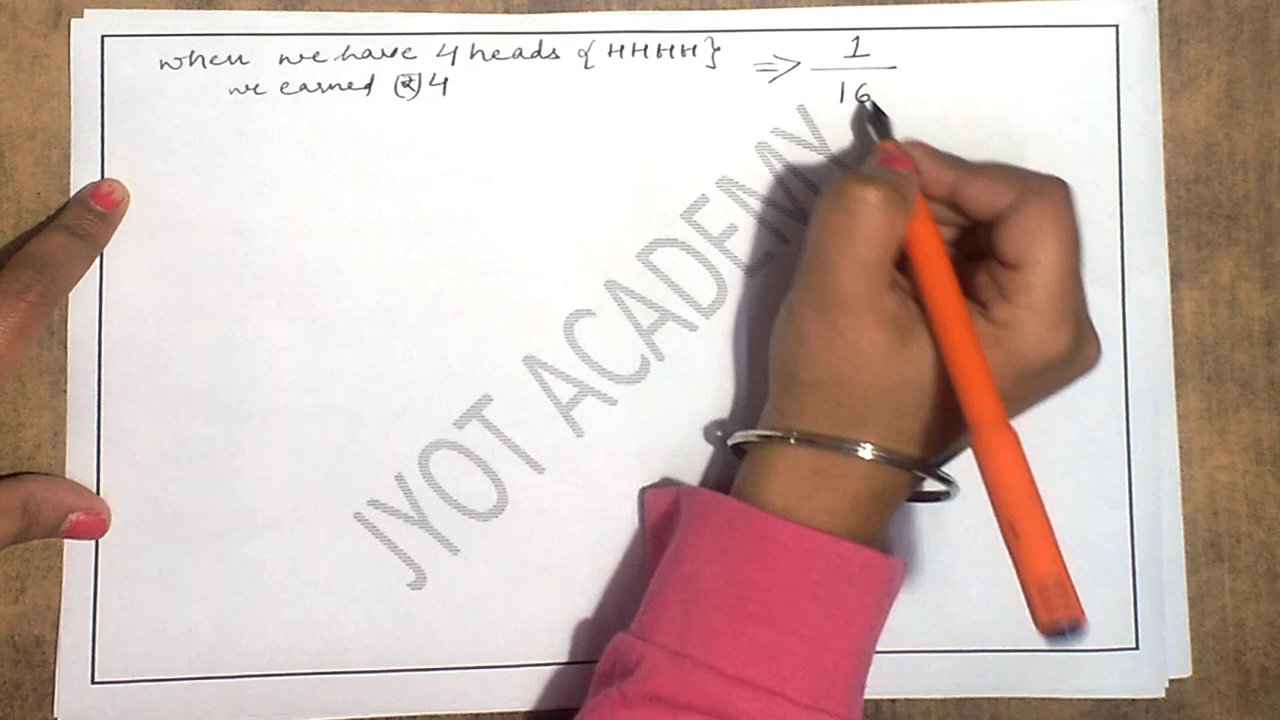 when we have 4 heads {HHHH} ⇒ 1/16
we earned (₹) 4
JYOT ACADEMY